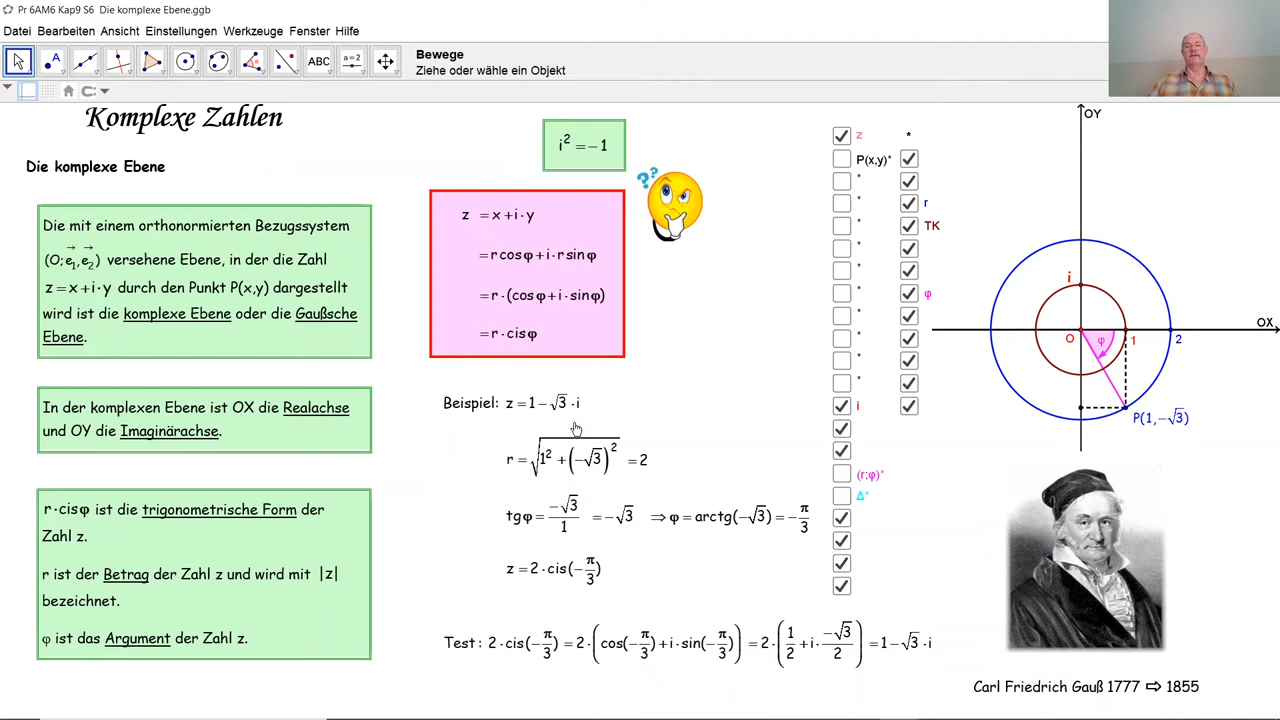 Pr 6AM6 Kap9 S6 Die komplexe Ebene.ggb
Datei Bearbeiten Ansicht Einstellungen Werkzeuge Fenster Hilfe
A
ABC
a=2
Bewege
Ziehe oder wähle ein Objekt
Komplexe Zahlen
Die komplexe Ebene
Die mit einem orthonormierten Bezugssystem
(O;e₁→,e₂→) versehene Ebene, in der die Zahl
z=x+i·y durch den Punkt P(x,y) dargestellt
wird ist die komplexe Ebene oder die Gaußsche
Ebene.
In der komplexen Ebene ist OX die Realachse
und OY die Imaginärachse.
r·cisφ ist die trigonometrische Form der
Zahl z.
r ist der Betrag der Zahl z und wird mit |z|
bezeichnet.
φ ist das Argument der Zahl z.
i² = -1
??
z = x+i·y
= r cosφ+i·r sinφ
= r·(cosφ+i·sinφ)
= r·cisφ
Beispiel: z=1-√3·i
r = √(1²+(-√3)²) = 2
tgφ = -√3/1 = -√3 ⇒ φ = arctg(-√3) = -π/3
z = 2·cis(-π/3)
Test: 2·cis(-π/3) = 2·(cos(-π/3)+i·sin(-π/3)) = 2·(1/2+i·-√3/2) = 1-√3·i
z *
P(x,y)*
*
* r
* TK
*
*
* φ
*
*
*
*
i
(r;φ)*
Δ*
OY
i
O
φ
1
2
OX
P(1,-√3)
Carl Friedrich Gauß 1777 ⇨ 1855